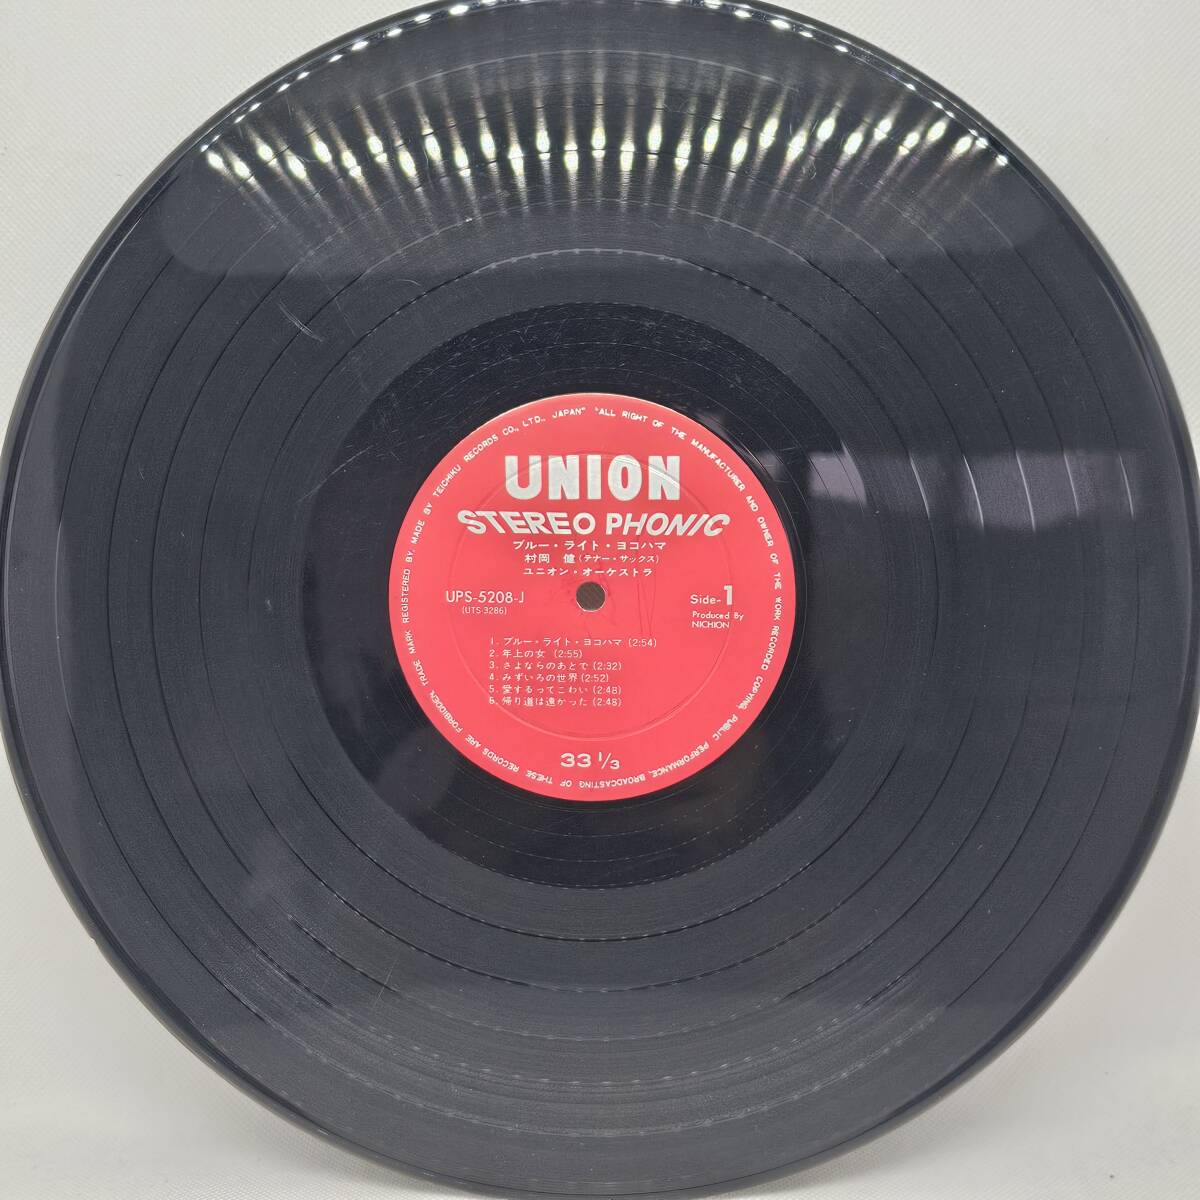 TRADE MARK REGISTERED BY, MADE BY TEICHIKU RECORDS CO., LTD., JAPAN" "ALL RIGHT OF THE MANUFACTURER AND OWNER OF THE WORK RECORDED COPYING, PUBLIC PERFORMANCE, BROADCASTING OF THESE RECORDS ARE FORBIDDEN.
UNION
STEREO PHONIC
ブルー・ライト・ヨコハマ
村岡 健(テナー・サックス)
ユニオン・オーケストラ
UPS-5208-J Side-1
(UTS-3286) Produced By
NICHION
1. ブルー・ライト・ヨコハマ (2:54)
2. 年上の女 (2:55)
3. さよならのあとで (2:32)
4. みずいろの世界 (2:52)
5. 愛するってこわい (2:48)
6. 帰り道は遠かった (2:48)
33 1/3